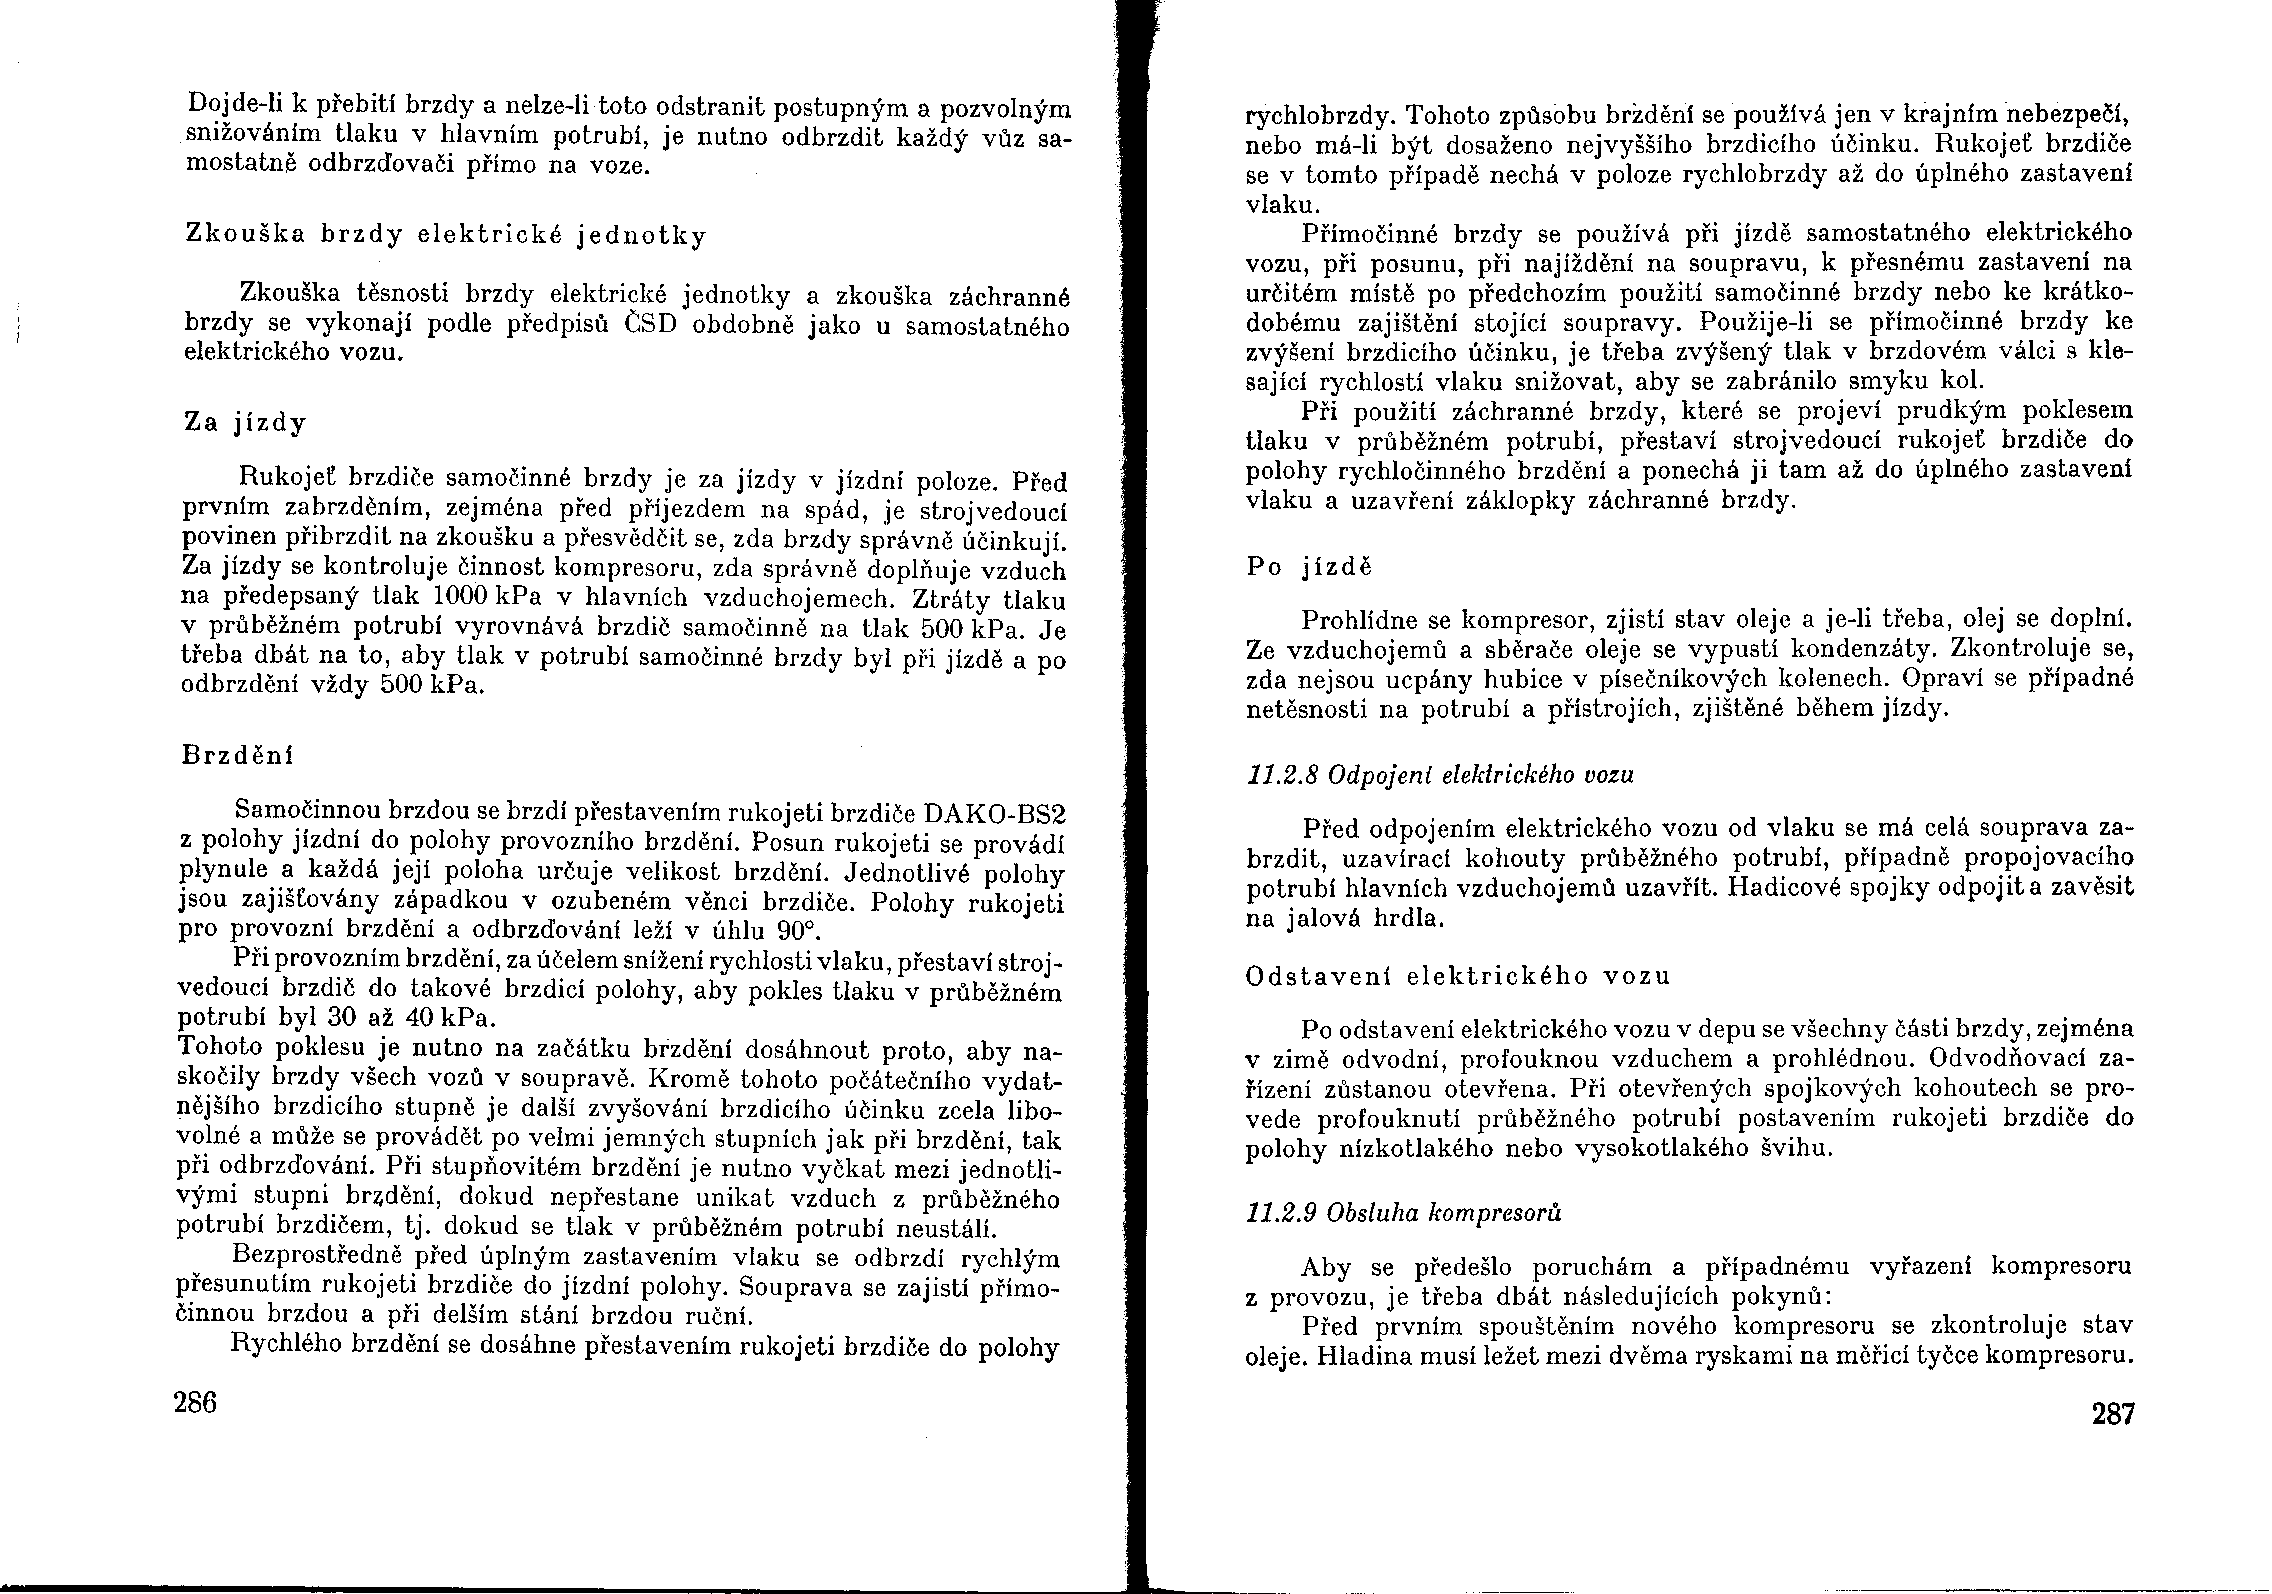 Dojde-li k přebití brzdy a nelze-li toto odstranit postupným a pozvolným
snižováním tlaku v hlavním potrubí, je nutno odbrzdit každý vůz sa-
mostatně odbrzďovači přímo na voze.
Zkouška brzdy elektrické jednotky
Zkouška těsnosti brzdy elektrické jednotky a zkouška záchranné
brzdy se vykonají podle předpisů ČSD obdobně jako u samostatného
elektrického vozu.
Za jízdy
Rukojeť brzdiče samočinné brzdy je za jízdy v jízdní poloze. Před
prvním zabrzděním, zejména před příjezdem na spád, je strojvedoucí
povinen přibrzdit na zkoušku a přesvědčit se, zda brzdy správně účinkují.
Za jízdy se kontroluje činnost kompresoru, zda správně doplňuje vzduch
na předepsaný tlak 1000 kPa v hlavních vzduchojemech. Ztráty tlaku
v průběžném potrubí vyrovnává brzdič samočinně na tlak 500 kPa. Je
třeba dbát na to, aby tlak v potrubí samočinné brzdy byl při jízdě a po
odbrzdění vždy 500 kPa.
Brzdění
Samočinnou brzdou se brzdí přestavením rukojeti brzdiče DAKO-BS2
z polohy jízdní do polohy provozního brzdění. Posun rukojeti se provádí
plynule a každá její poloha určuje velikost brzdění. Jednotlivé polohy
jsou zajišťovány západkou v ozubeném věnci brzdiče. Polohy rukojeti
pro provozní brzdění a odbrzďování leží v úhlu 90°.
Při provozním brzdění, za účelem snížení rychlosti vlaku, přestaví stroj-
vedoucí brzdič do takové brzdicí polohy, aby pokles tlaku v průběžném
potrubí byl 30 až 40 kPa.
Tohoto poklesu je nutno na začátku brzdění dosáhnout proto, aby na-
skočily brzdy všech vozů v soupravě. Kromě tohoto počátečního vydat-
nějšího brzdicího stupně je další zvyšování brzdicího účinku zcela libo-
volné a může se provádět po velmi jemných stupních jak při brzdění, tak
při odbrzďování. Při stupňovitém brzdění je nutno vyčkat mezi jednotli-
vými stupni brzdění, dokud nepřestane unikat vzduch z průběžného
potrubí brzdičem, tj. dokud se tlak v průběžném potrubí neustálí.
Bezprostředně před úplným zastavením vlaku se odbrzdí rychlým
přesunutím rukojeti brzdiče do jízdní polohy. Souprava se zajistí přímo-
činnou brzdou a při delším stání brzdou ruční.
Rychlého brzdění se dosáhne přestavením rukojeti brzdiče do polohy
286
rychlobrzdy. Tohoto způsobu brzdění se používá jen v krajním nebezpečí,
nebo má-li být dosaženo nejvyššího brzdicího účinku. Rukojeť brzdiče
se v tomto případě nechá v poloze rychlobrzdy až do úplného zastavení
vlaku.
Přímočinné brzdy se používá při jízdě samostatného elektrického
vozu, při posunu, při najíždění na soupravu, k přesnému zastavení na
určitém místě po předchozím použití samočinné brzdy nebo ke krátko-
dobému zajištění stojící soupravy. Použije-li se přímočinné brzdy ke
zvýšení brzdicího účinku, je třeba zvýšený tlak v brzdovém válci s kle-
sající rychlostí vlaku snižovat, aby se zabránilo smyku kol.
Při použití záchranné brzdy, které se projeví prudkým poklesem
tlaku v průběžném potrubí, přestaví strojvedoucí rukojeť brzdiče do
polohy rychločinného brzdění a ponechá ji tam až do úplného zastavení
vlaku a uzavření záklopky záchranné brzdy.
Po jízdě
Prohlídne se kompresor, zjistí stav oleje a je-li třeba, olej se doplní.
Ze vzduchojemů a sběrače oleje se vypustí kondenzáty. Zkontroluje se,
zda nejsou ucpány hubice v písečníkových kolenech. Opraví se případné
netěsnosti na potrubí a přístrojích, zjištěné během jízdy.
11.2.8 Odpojení elektrického vozu
Před odpojením elektrického vozu od vlaku se má celá souprava za-
brzdit, uzavírací kohouty průběžného potrubí, případně propojovacího
potrubí hlavních vzduchojemů uzavřít. Hadicové spojky odpojit a zavěsit
na jalová hrdla.
Odstavení elektrického vozu
Po odstavení elektrického vozu v depu se všechny části brzdy, zejména
v zimě odvodní, profouknou vzduchem a prohlédnou. Odvodňovací za-
řízení zůstanou otevřena. Při otevřených spojkových kohoutech se pro-
vede profouknutí průběžného potrubí postavením rukojeti brzdiče do
polohy nízkotlakého nebo vysokotlakého švihu.
11.2.9 Obsluha kompresorů
Aby se předešlo poruchám a případnému vyřazení kompresoru
z provozu, je třeba dbát následujících pokynů:
Před prvním spouštěním nového kompresoru se zkontroluje stav
oleje. Hladina musí ležet mezi dvěma ryskami na měřicí tyčce kompresoru.
287